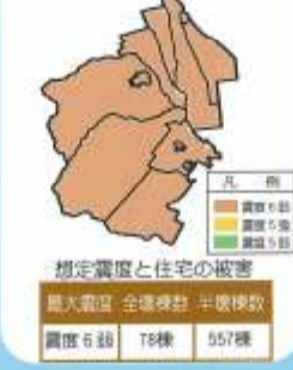 凡 例
震度6弱
震度5強
震度5弱
想定震度と住宅の被害
最大震度 全壊棟数 半壊棟数
震度6弱 78棟 557棟